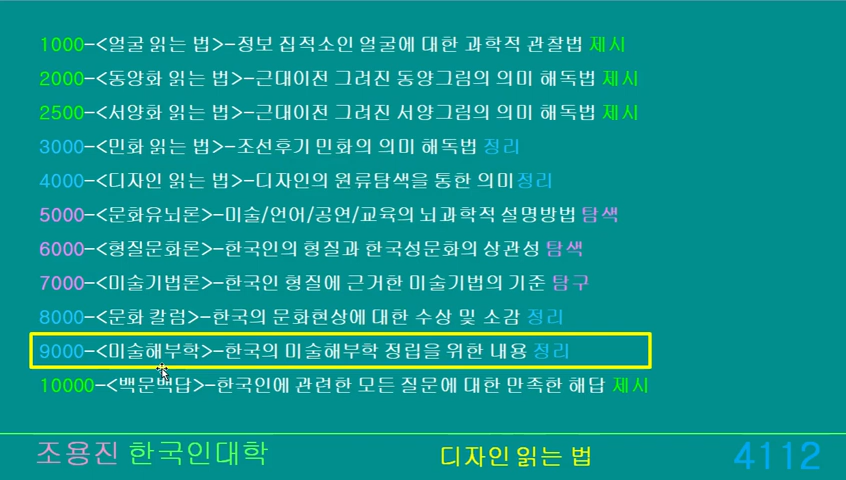 1000-<얼굴 읽는 법>-정보 집적소인 얼굴에 대한 과학적 관찰법 제시
2000-<동양화 읽는 법>-근대이전 그려진 동양그림의 의미 해독법 제시
2500-<서양화 읽는 법>-근대이전 그려진 서양그림의 의미 해독법 제시
3000-<민화 읽는 법>-조선후기 민화의 의미 해독법 정리
4000-<디자인 읽는 법>-디자인의 원류탐색을 통한 의미정리
5000-<문화유뇌론>-미술/언어/공연/교육의 뇌과학적 설명방법 탐색
6000-<형질문화론>-한국인의 형질과 한국성문화의 상관성 탐색
7000-<미술기법론>-한국인 형질에 근거한 미술기법의 기준 탐구
8000-<문화 칼럼>-한국의 문화현상에 대한 수상 및 소감 정리
9000-<미술해부학>-한국의 미술해부학 정립을 위한 내용 정리
10000-<백문백답>-한국인에 관련한 모든 질문에 대한 만족한 해답 제시
조용진 한국인대학 디자인 읽는 법 4112